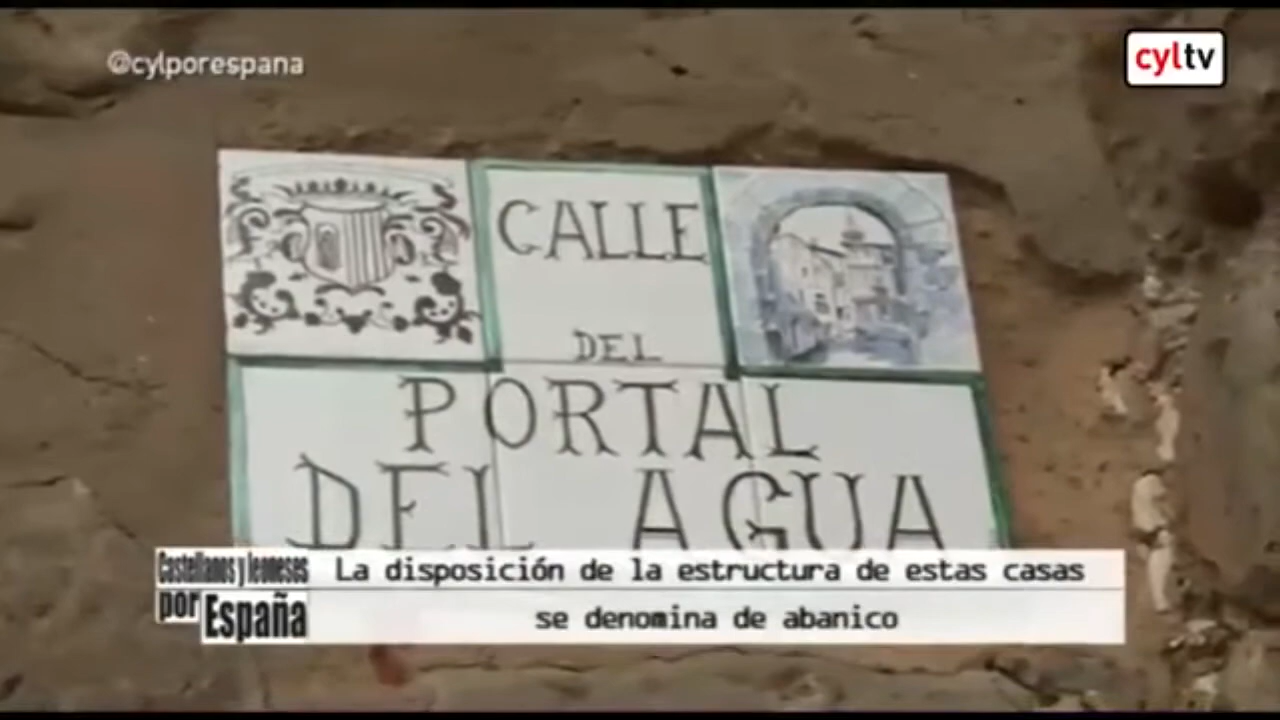 @cylporespana
cyltv
CALLE
DEL
PORTAL
DEL AGUA
Castellanos y leoneses
por España
La disposición de la estructura de estas casas
se denomina de abanico